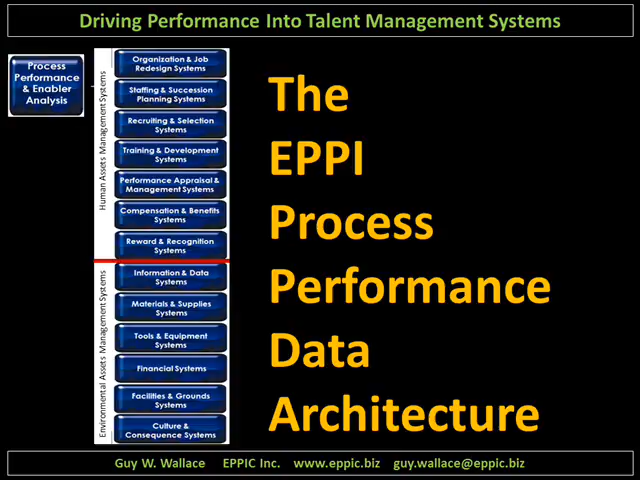 Driving Performance Into Talent Management Systems
Process
Performance
& Enabler
Analysis
Human Assets Management Systems
Organization & Job
Redesign Systems
Staffing & Succession
Planning Systems
Recruiting & Selection
Systems
Training & Development
Systems
Performance Appraisal &
Management Systems
Compensation & Benefits
Systems
Reward & Recognition
Systems
Environmental Assets Management Systems
Information & Data
Systems
Materials & Supplies
Systems
Tools & Equipment
Systems
Financial Systems
Facilities & Grounds
Systems
Culture &
Consequence Systems
The
EPPI
Process
Performance
Data
Architecture
Guy W. Wallace EPPIC Inc. www.eppic.biz guy.wallace@eppic.biz